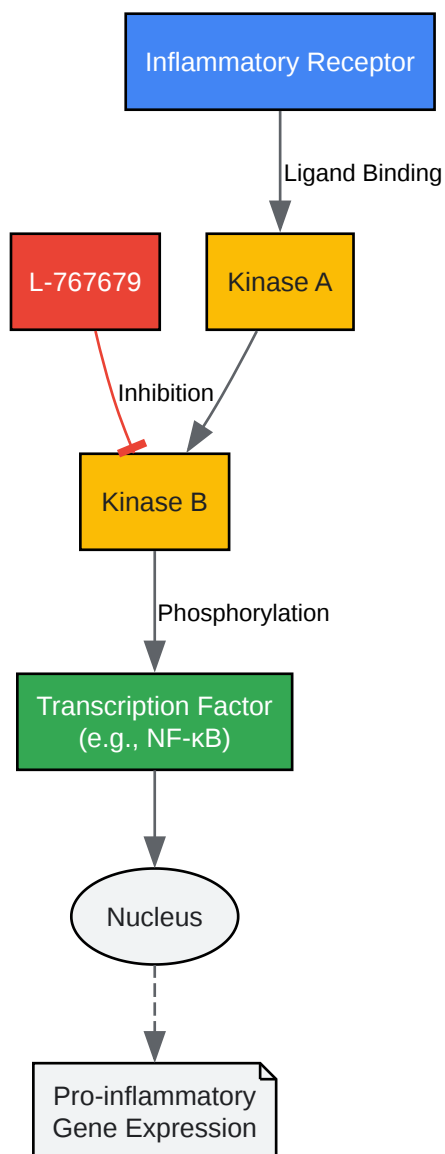 Inflammatory Receptor
Ligand Binding
L-767679
Kinase A
Inhibition
Kinase B
Phosphorylation
Transcription Factor
(e.g., NF-κB)
Nucleus
Pro-inflammatory
Gene Expression